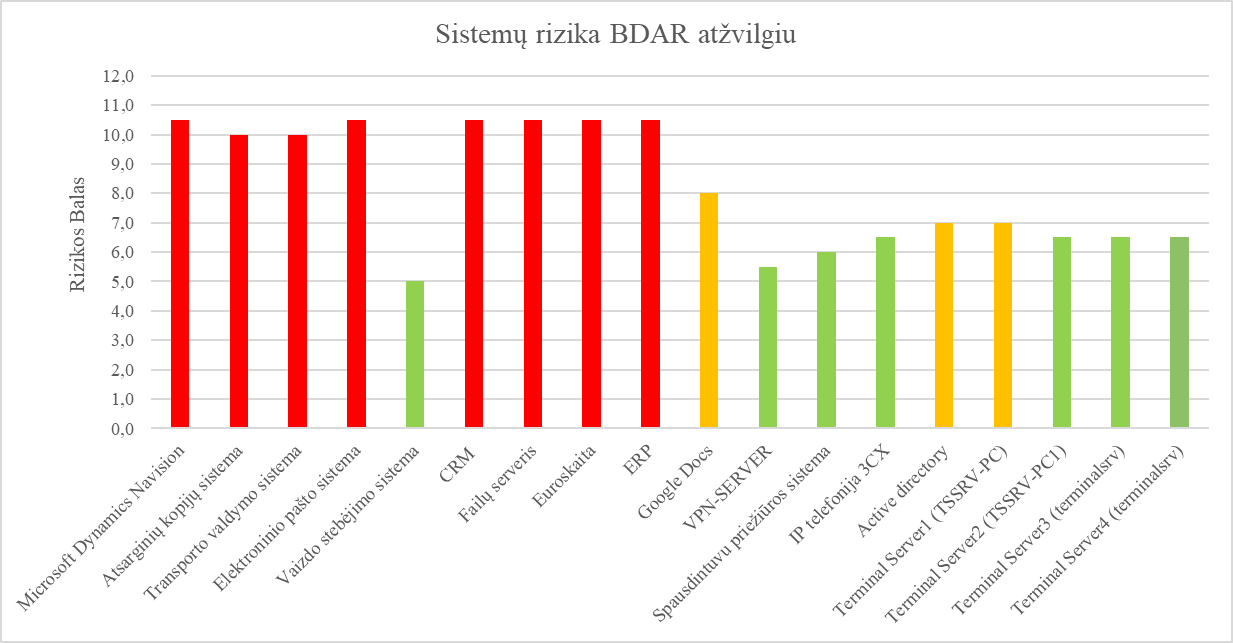 Sistemų rizika BDAR atžvilgiu
12,0
11,0
10,0
9,0
8,0
7,0
6,0
5,0
4,0
3,0
2,0
1,0
0,0
Rizikos Balas
Microsoft Dynamics Navision
Atsarginių kopijų sistema
Transporto valdymo sistema
Elektroninio pašto sistema
Vaizdo stebėjimo sistema
CRM
Failų serveris
Euroskaita
ERP
Google Docs
VPN-SERVER
Spausdintuvu priežiūros sistema
IP telefonija 3CX
Active directory
Terminal Server1 (TSSRV-PC)
Terminal Server2 (TSSRV-PC1)
Terminal Server3 (terminalsrv)
Terminal Server4 (terminalsrv)